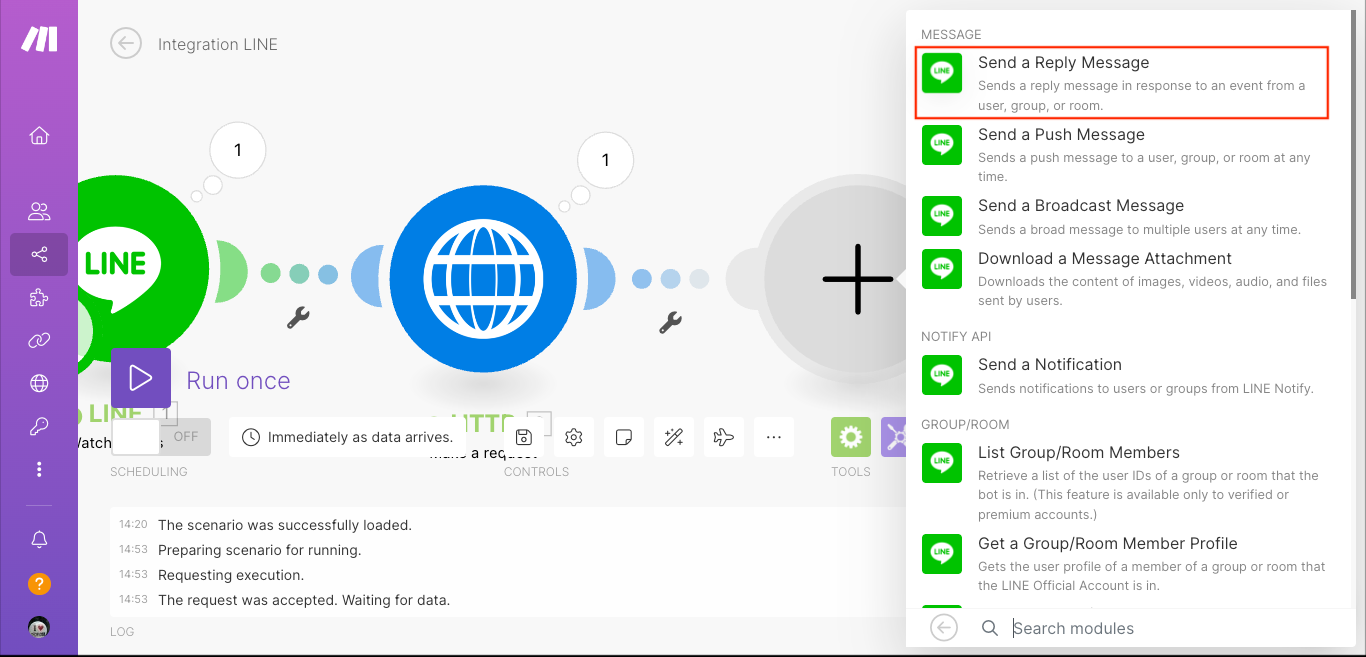 Integration LINE
1
1
LINE
Run once
LINE 1
HTTP
Make a request
OFF
Immediately as data arrives.
SCHEDULING
CONTROLS
TOOLS
14:20 The scenario was successfully loaded.
14:53 Preparing scenario for running.
14:53 Requesting execution.
14:53 The request was accepted. Waiting for data.
LOG
?
MESSAGE
LINE
Send a Reply Message
Sends a reply message in response to an event from a
user, group, or room.
LINE
Send a Push Message
Sends a push message to a user, group, or room at any
time.
LINE
Send a Broadcast Message
Sends a broad message to multiple users at any time.
LINE
Download a Message Attachment
Downloads the content of images, videos, audio, and files
sent by users.
NOTIFY API
LINE
Send a Notification
Sends notifications to users or groups from LINE Notify.
GROUP/ROOM
LINE
List Group/Room Members
Retrieve a list of the user IDs of a group or room that the
bot is in. (This feature is available only to verified or
premium accounts.)
LINE
Get a Group/Room Member Profile
Gets the user profile of a member of a group or room that
the LINE Official Account is in.
Search modules